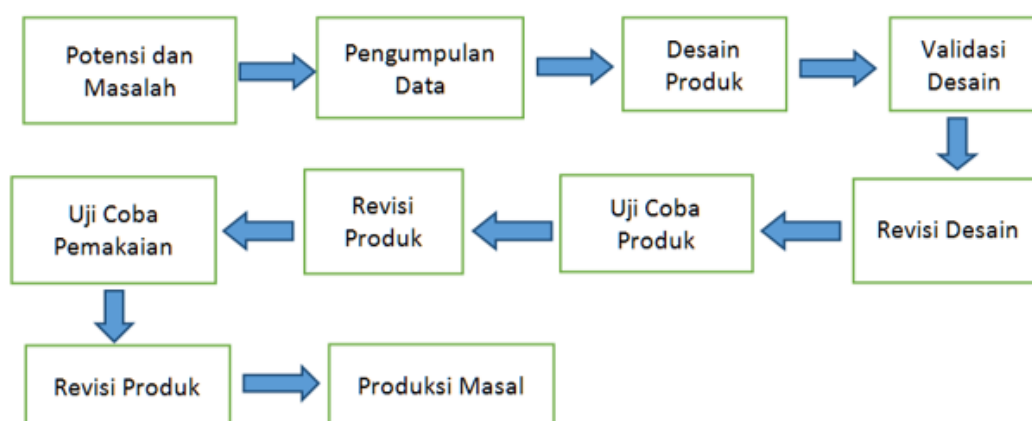 Potensi dan
Masalah
Pengumpulan
Data
Desain
Produk
Validasi
Desain
Revisi Desain
Uji Coba
Produk
Revisi
Produk
Uji Coba
Pemakaian
Revisi Produk
Produksi Masal